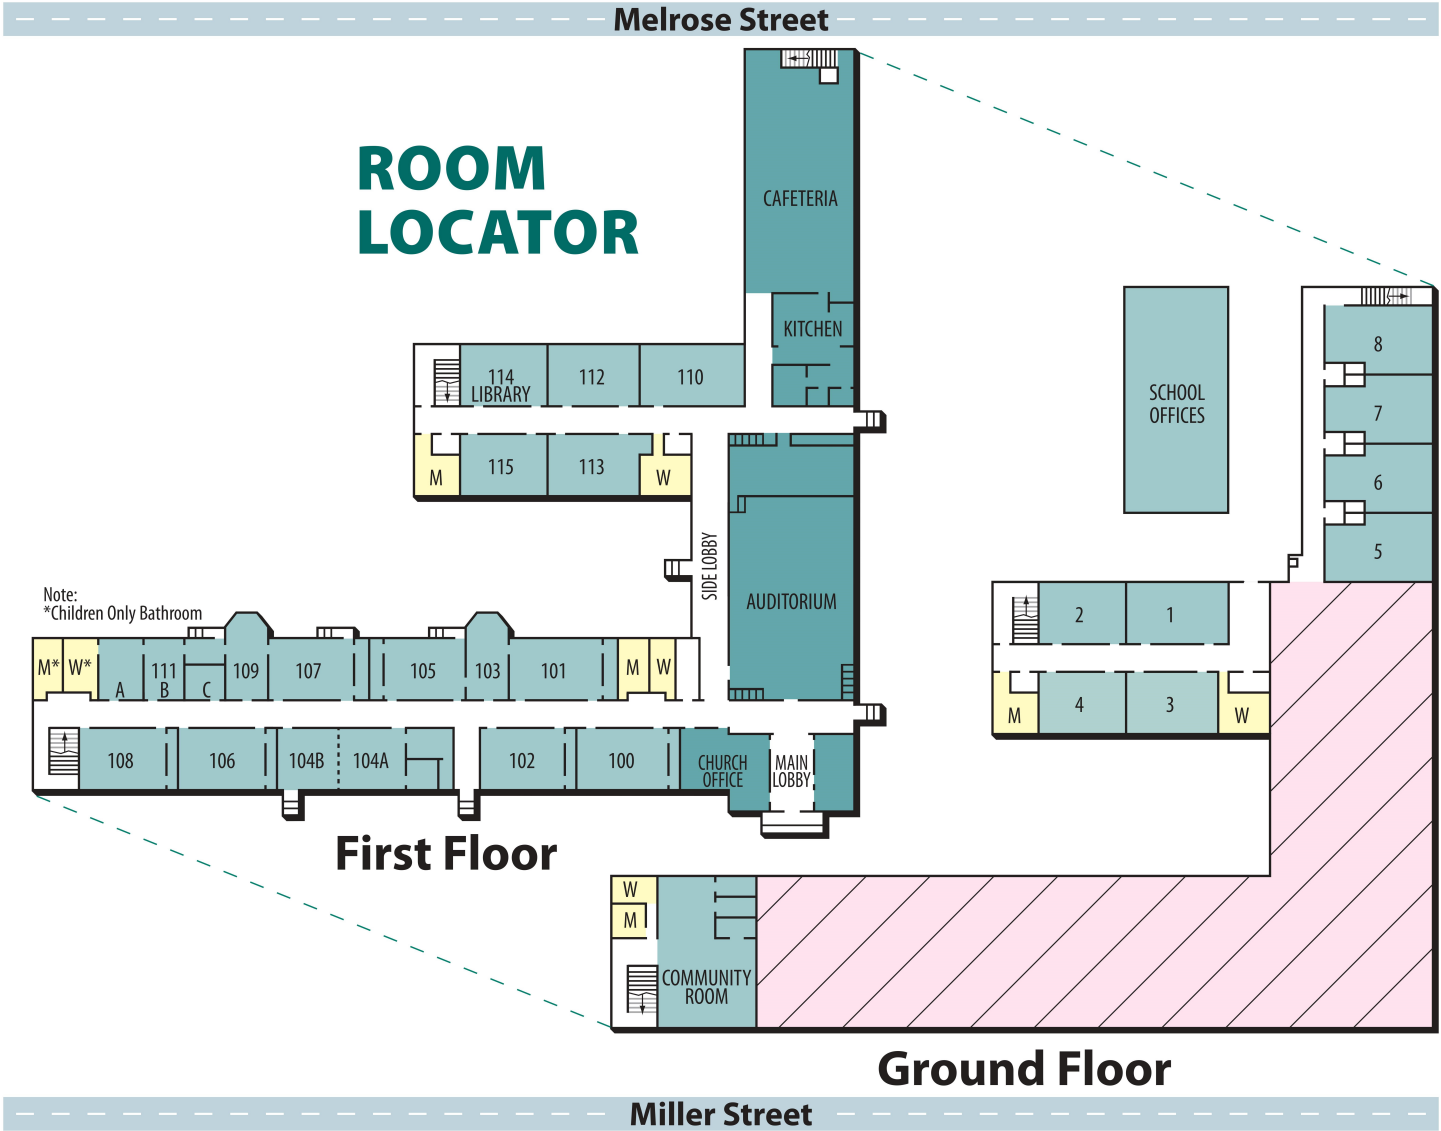 Melrose Street
ROOM
LOCATOR
CAFETERIA
KITCHEN
114
LIBRARY
112
110
M
115
113
W
SIDE LOBBY
AUDITORIUM
Note:
*Children Only Bathroom
M*
W*
A
111
B
C
109
107
105
103
101
M
W
108
106
104B
104A
102
100
CHURCH
OFFICE
MAIN
LOBBY
First Floor
SCHOOL
OFFICES
8
7
6
5
2
1
M
4
3
W
W
M
COMMUNITY
ROOM
Ground Floor
Miller Street